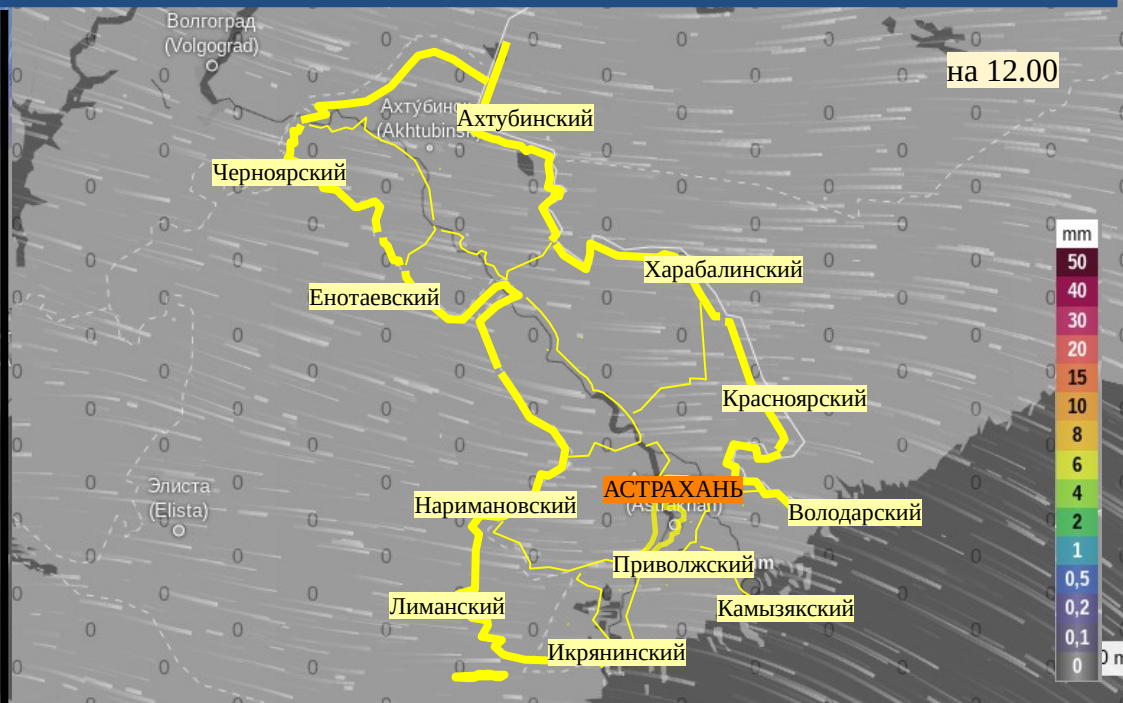 Волгоград
(Volgograd)
на 12.00
Ахтубинск
(Akhtubinsk
Ахтубинский
Черноярский
Харабалинский
Енотаевский
Красноярский
Элиста
(Elista)
АСТРАХАНЬ
(Astrakhan)
Наримановский
Володарский
Приволжский
Лиманский
Камызякский
Икрянинский
mm
50
40
30
20
15
10
8
6
4
2
1
0,5
0,2
0,1
0